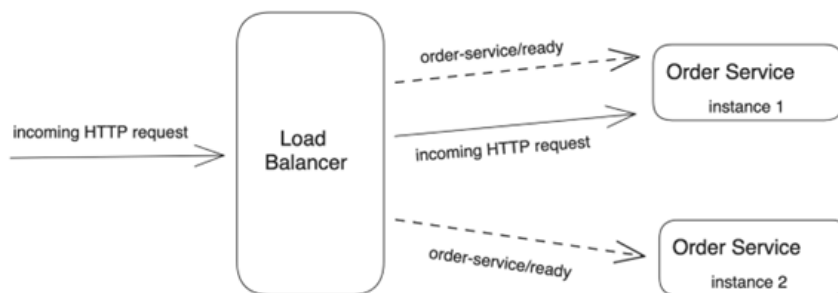 incoming HTTP request
Load
Balancer
order-service/ready
incoming HTTP request
order-service/ready
Order Service
instance 1
Order Service
instance 2